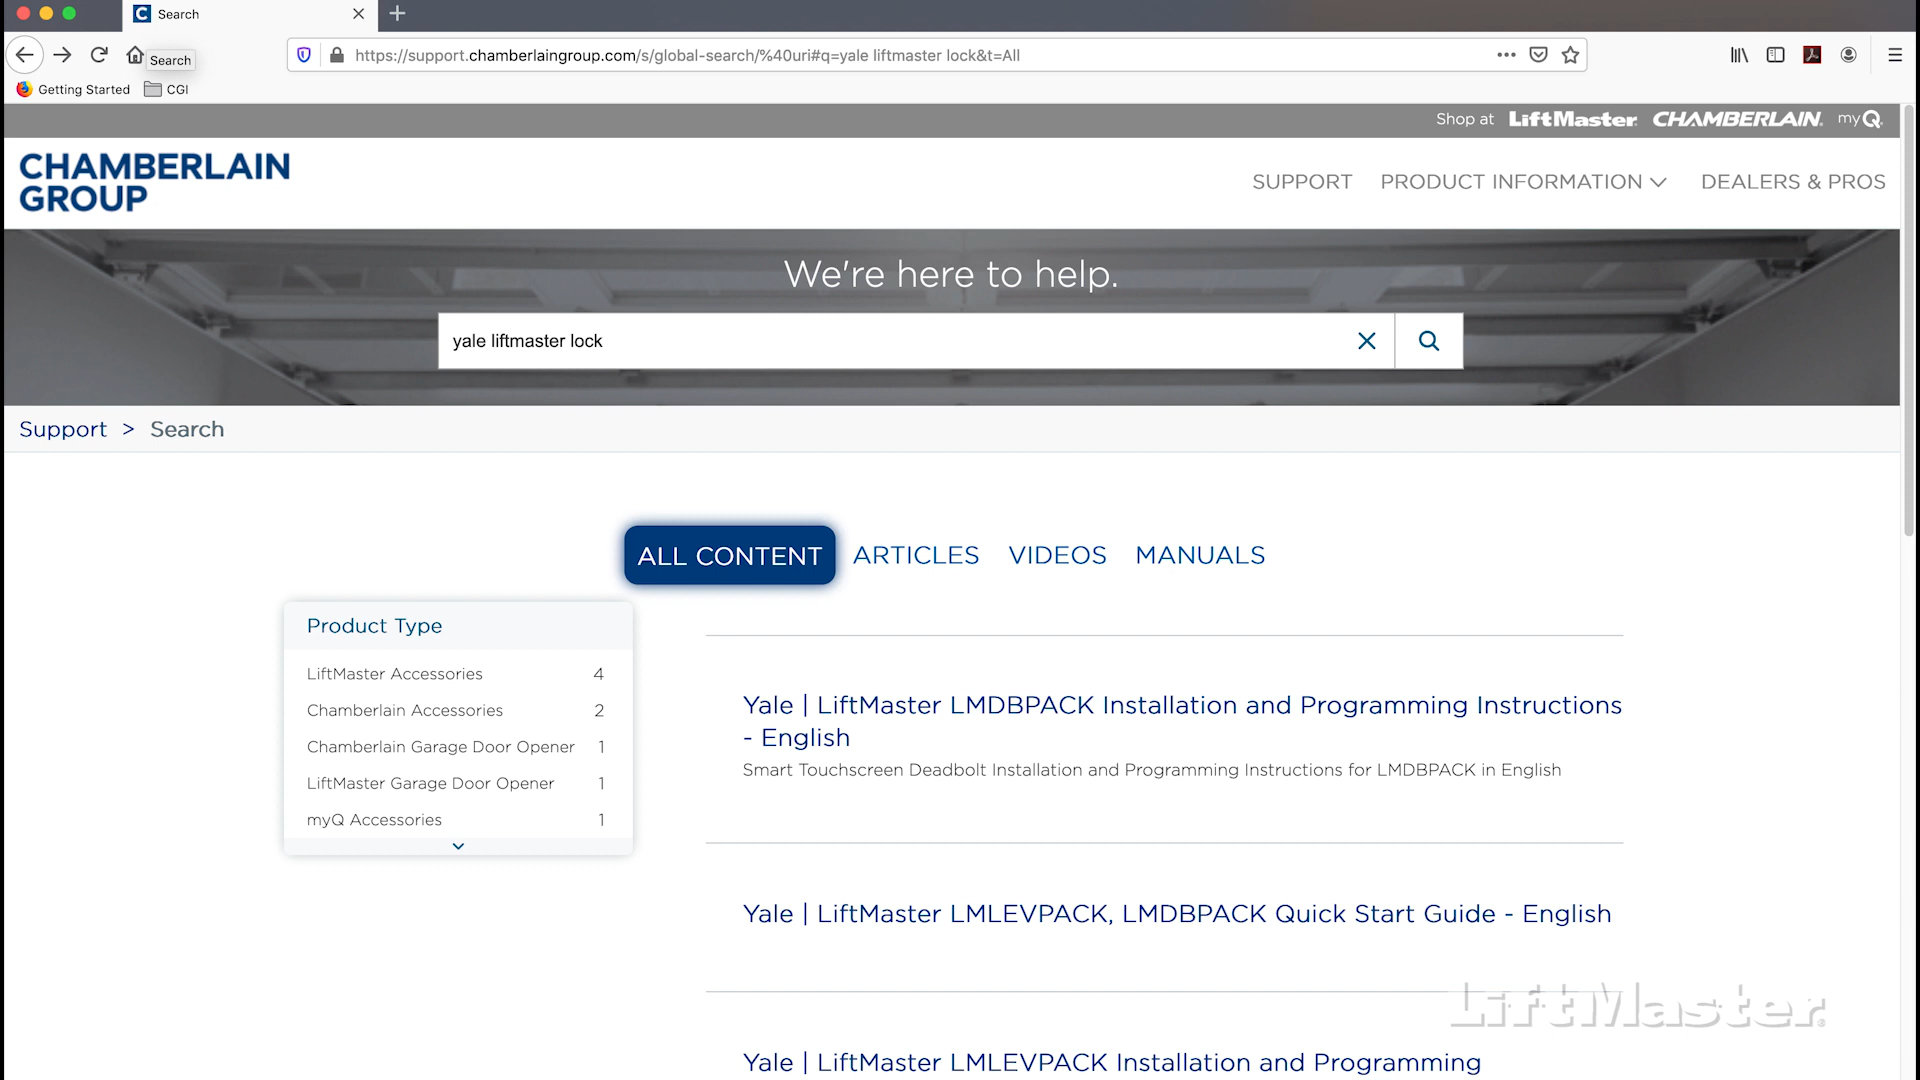 Search
Search
https://support.chamberlaingroup.com/s/global-search/%40uri#q=yale liftmaster lock&t=All
Getting Started
CGI
Shop at LiftMaster. CHAMBERLAIN. myQ.
CHAMBERLAIN
GROUP
SUPPORT PRODUCT INFORMATION DEALERS & PROS
We're here to help.
yale liftmaster lock
Support > Search
ALL CONTENT ARTICLES VIDEOS MANUALS
Product Type
LiftMaster Accessories 4
Chamberlain Accessories 2
Chamberlain Garage Door Opener 1
LiftMaster Garage Door Opener 1
myQ Accessories 1
Yale | LiftMaster LMDBPACK Installation and Programming Instructions
- English
Smart Touchscreen Deadbolt Installation and Programming Instructions for LMDBPACK in English
Yale | LiftMaster LMLEVPACK, LMDBPACK Quick Start Guide - English
Yale | LiftMaster LMLEVPACK Installation and Programming
LiftMaster®